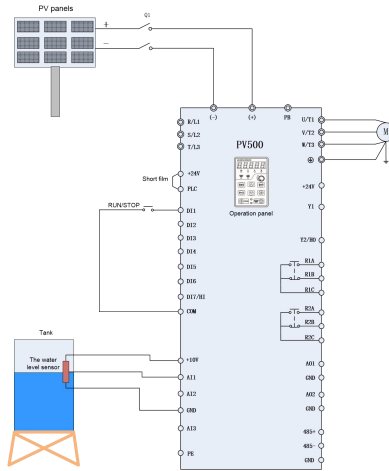 PV panels
+
Q1
−
(-)
(+)
PB
R/L1
S/L2
T/L3
U/T1
V/T2
W/T3
M
PV500
+24V
Short film
PLC
Operation panel
+24V
Y1
RUN/STOP
DI1
DI2
DI3
DI4
DI5
DI6
DI7/HI
COM
Y2/HO
R1A
R1B
R1C
R2A
R2B
R2C
Tank
The water
level sensor
+10V
AI1
AI2
GND
AI3
PE
AO1
GND
AO2
GND
485+
485-
GND